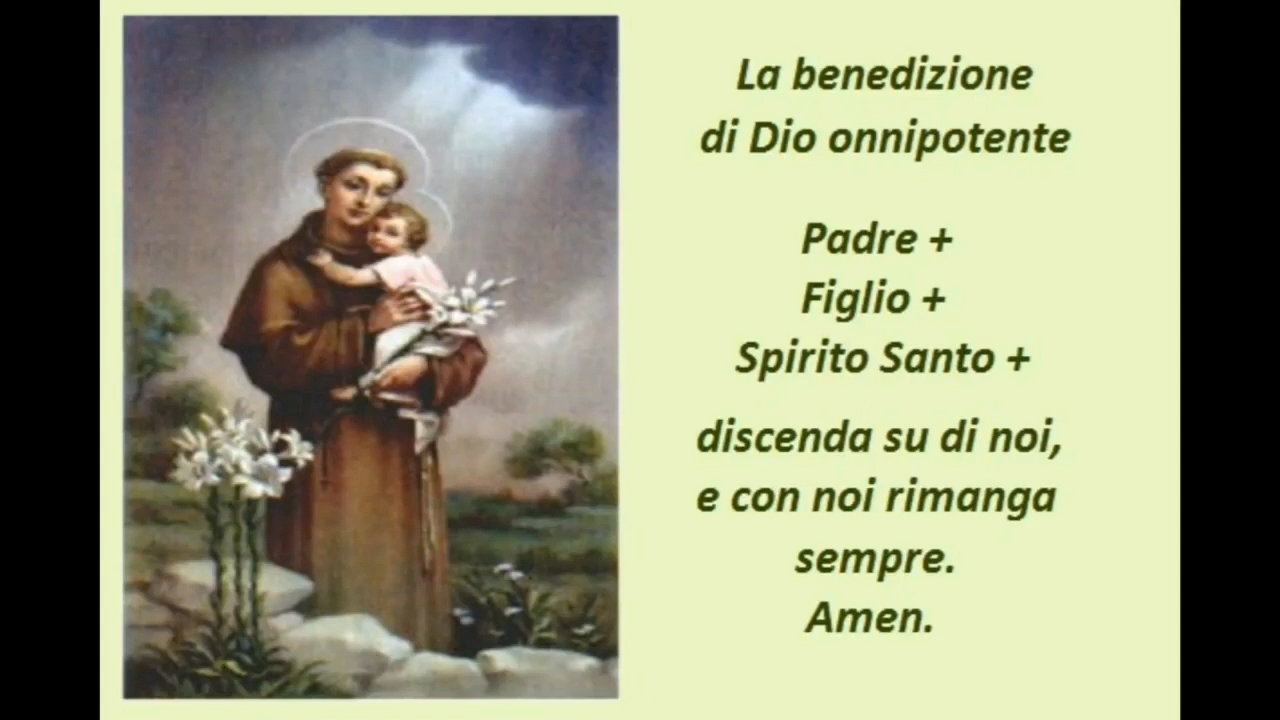 La benedizione
di Dio onnipotente
Padre +
Figlio +
Spirito Santo +
discenda su di noi,
e con noi rimanga
sempre.
Amen.